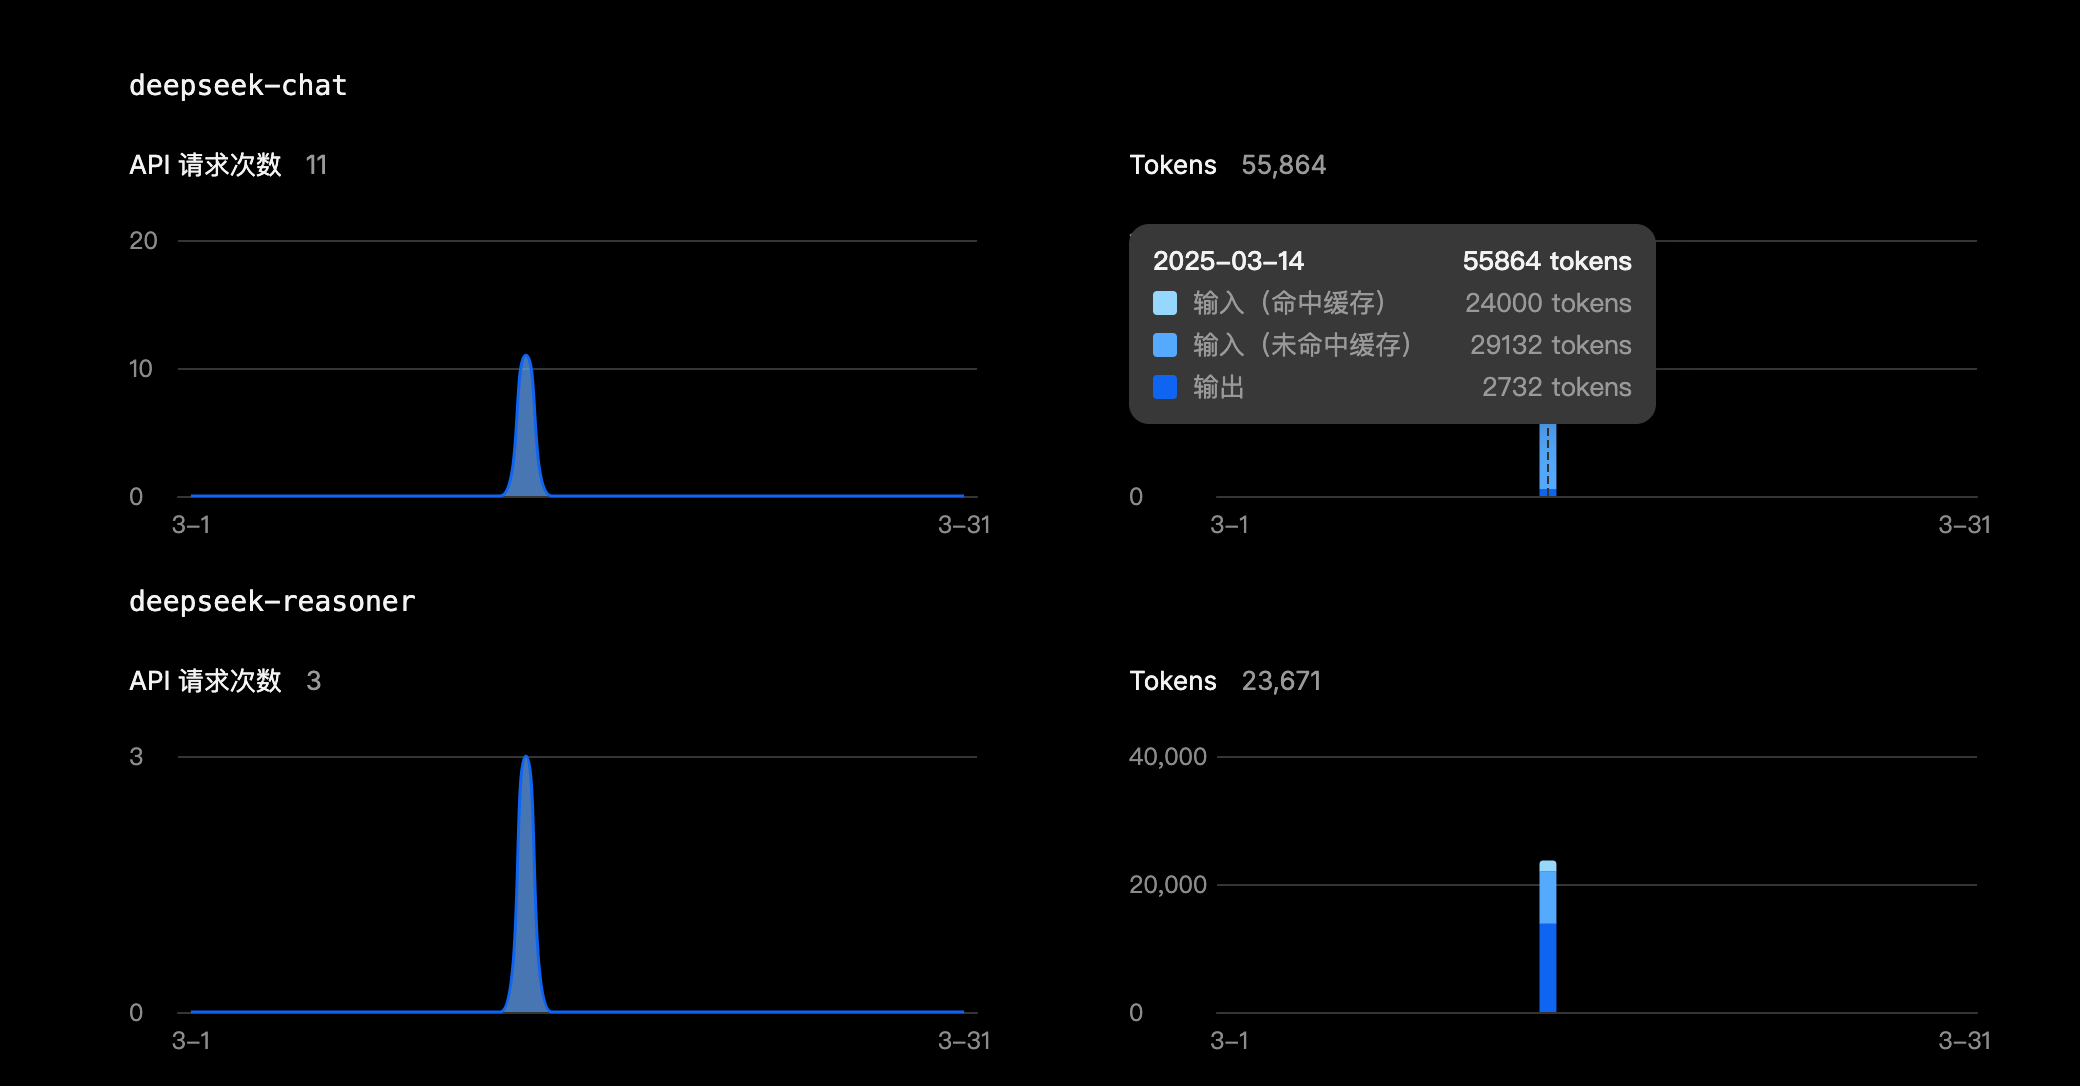 deepseek-chat
API 请求次数 11
20
10
0
3-1 3-31
Tokens 55,864
2025-03-14 55864 tokens
输入（命中缓存） 24000 tokens
输入（未命中缓存） 29132 tokens
输出 2732 tokens
0
3-1 3-31
deepseek-reasoner
API 请求次数 3
3
0
3-1 3-31
Tokens 23,671
40,000
20,000
0
3-1 3-31